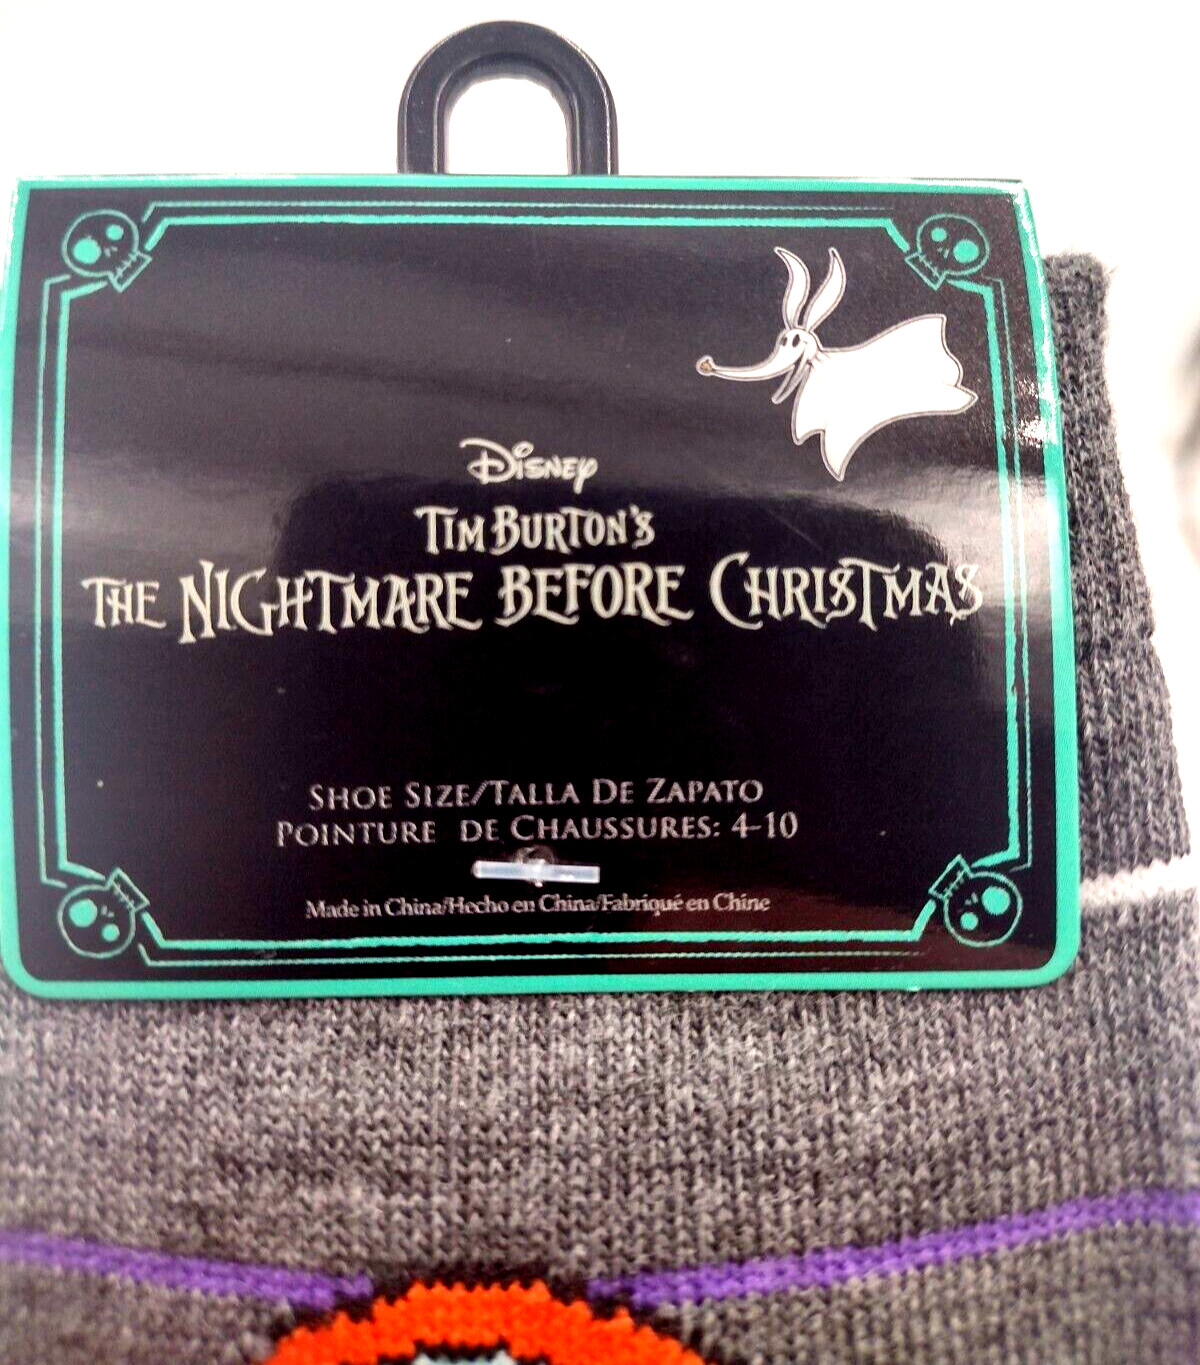 Disney
TIM BURTON'S
THE NIGHTMARE BEFORE CHRISTMAS
SHOE SIZE/TALLA DE ZAPATO
POINTURE DE CHAUSSURES: 4-10
Made in China/Hecho en China/Fabriqué en Chine